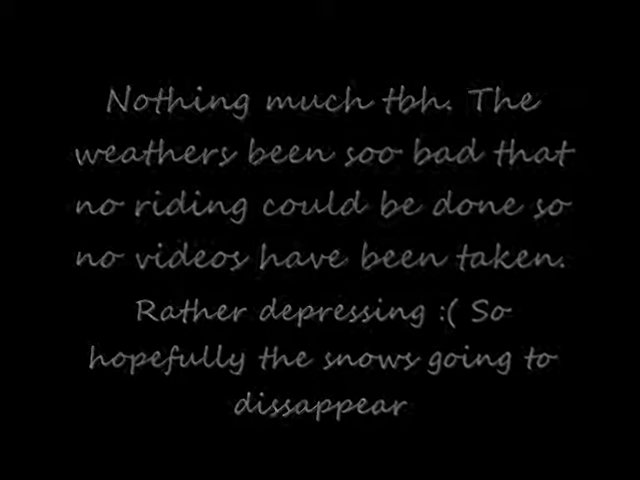 Nothing much tbh. The
weathers been soo bad that
no riding could be done so
no videos have been taken.
Rather depressing :( So
hopefully the snows going to
dissappear